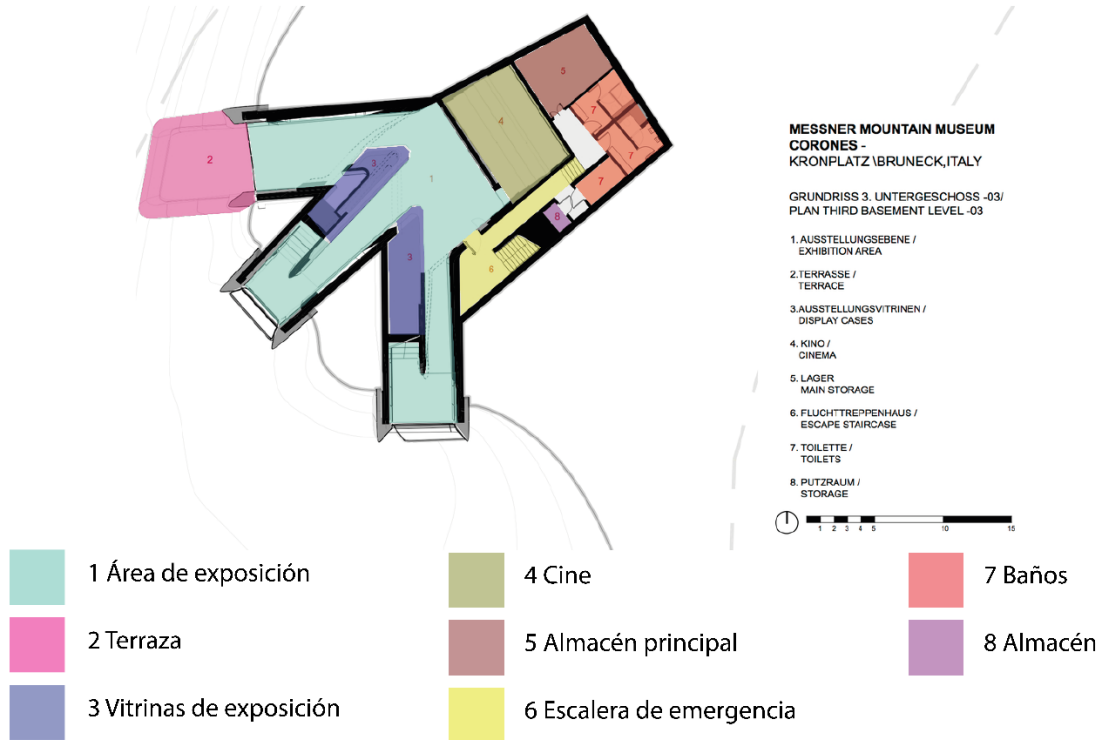 5
7
4
2
3
1
7
7
8
3
6
MESSNER MOUNTAIN MUSEUM
CORONES -
KRONPLATZ \BRUNECK,ITALY
GRUNDRISS 3. UNTERGESCHOSS -03/
PLAN THIRD BASEMENT LEVEL -03
1. AUSSTELLUNGSEBENE /
EXHIBITION AREA
2.TERRASSE /
TERRACE
3.AUSSTELLUNGSVITRINEN /
DISPLAY CASES
4. KINO /
CINEMA
5. LAGER
MAIN STORAGE
6. FLUCHTTREPPENHAUS /
ESCAPE STAIRCASE
7. TOILETTE /
TOILETS
8. PUTZRAUM /
STORAGE
1 2 3 4 5 10 15
1 Área de exposición
2 Terraza
3 Vitrinas de exposición
4 Cine
5 Almacén principal
6 Escalera de emergencia
7 Baños
8 Almacén